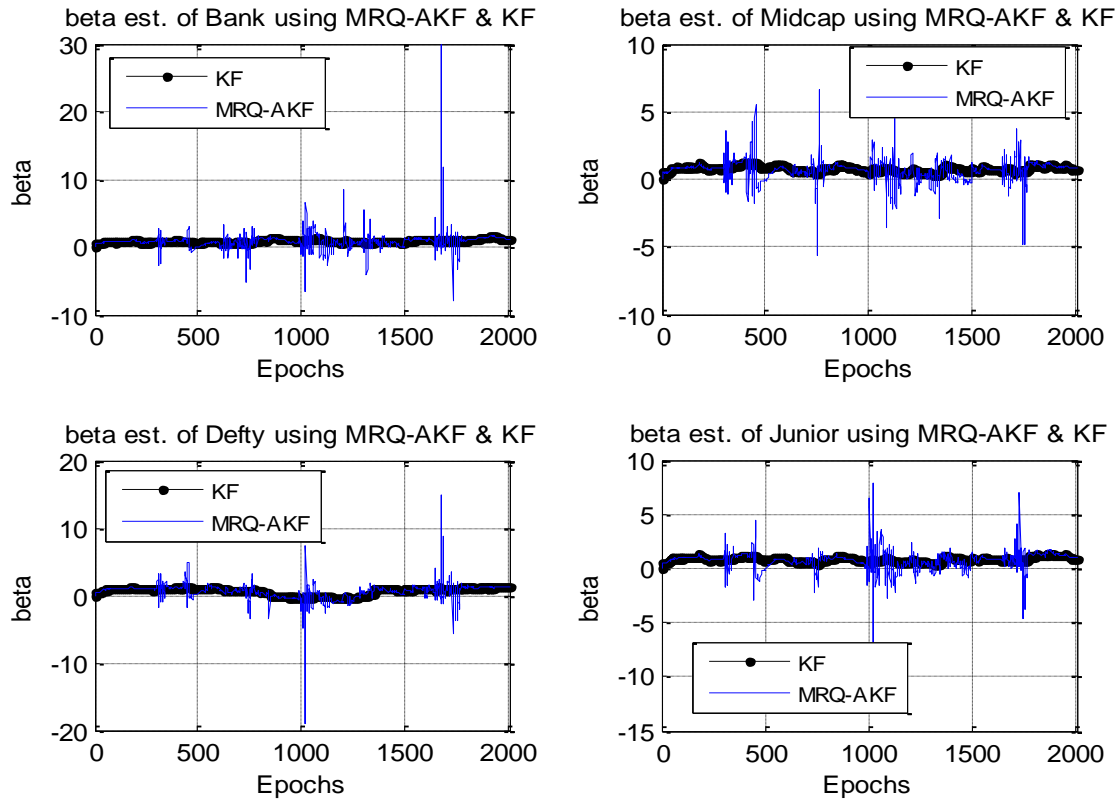 beta est. of Bank using MRQ-AKF & KF
30
20
10
0
-10
beta
KF
MRQ-AKF
0 500 1000 1500 2000
Epochs
beta est. of Midcap using MRQ-AKF & KF
10
5
0
-5
-10
beta
KF
MRQ-AKF
0 500 1000 1500 2000
Epochs
beta est. of Defty using MRQ-AKF & KF
20
10
0
-10
-20
beta
KF
MRQ-AKF
0 500 1000 1500 2000
Epochs
beta est. of Junior using MRQ-AKF & KF
10
5
0
-5
-10
-15
beta
KF
MRQ-AKF
0 500 1000 1500 2000
Epochs